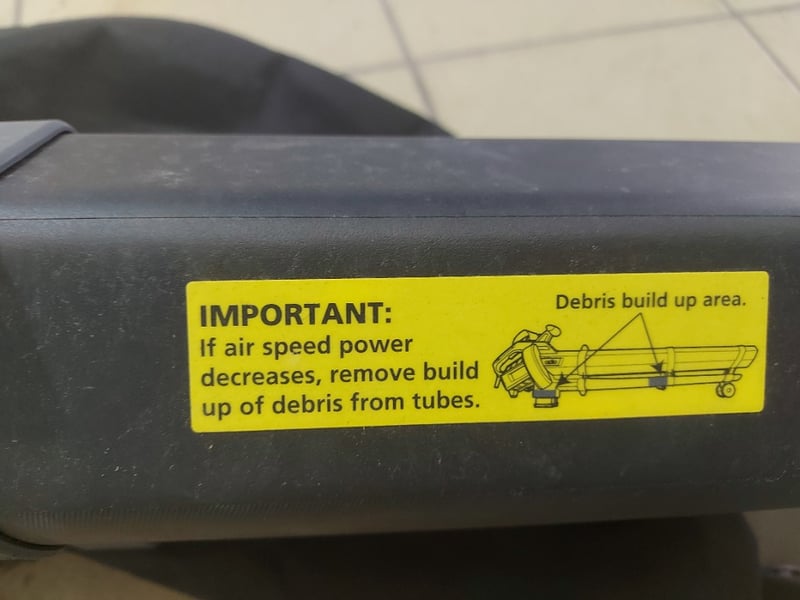 IMPORTANT:
If air speed power
decreases, remove build
up of debris from tubes.
Debris build up area.